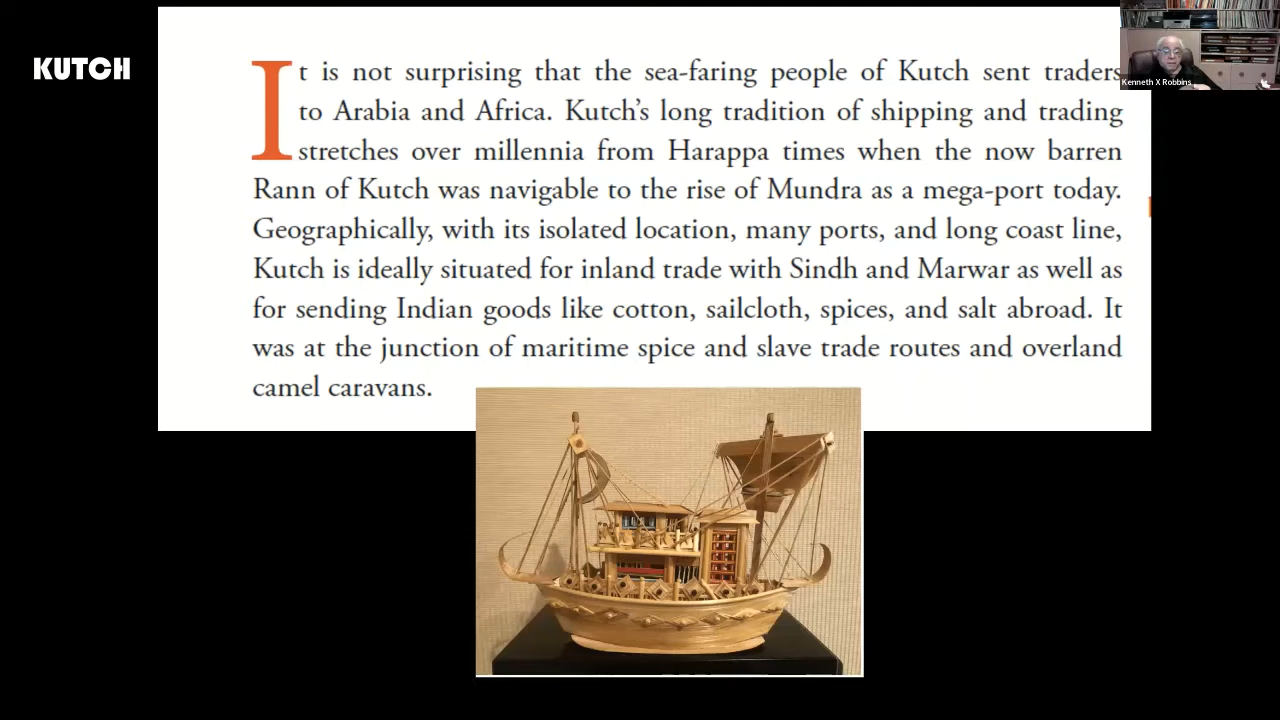 KUTCH
It is not surprising that the sea-faring people of Kutch sent traders
to Arabia and Africa. Kutch’s long tradition of shipping and trading
stretches over millennia from Harappa times when the now barren
Rann of Kutch was navigable to the rise of Mundra as a mega-port today.
Geographically, with its isolated location, many ports, and long coast line,
Kutch is ideally situated for inland trade with Sindh and Marwar as well as
for sending Indian goods like cotton, sailcloth, spices, and salt abroad. It
was at the junction of maritime spice and slave trade routes and overland
camel caravans.
Kenneth X Robbins